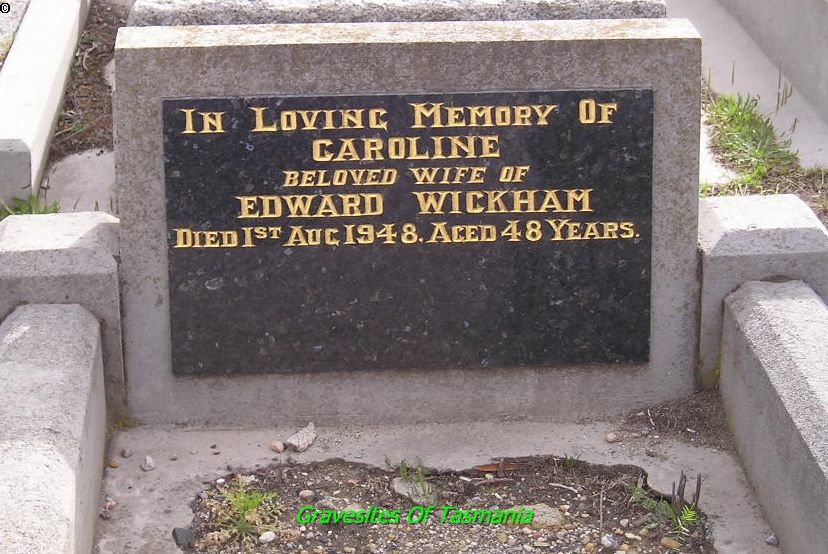 ©
In Loving Memory Of
CAROLINE
BELOVED WIFE OF
EDWARD WICKHAM
DIED 1ST AUG. 1948. AGED 48 YEARS.
Gravesites Of Tasmania